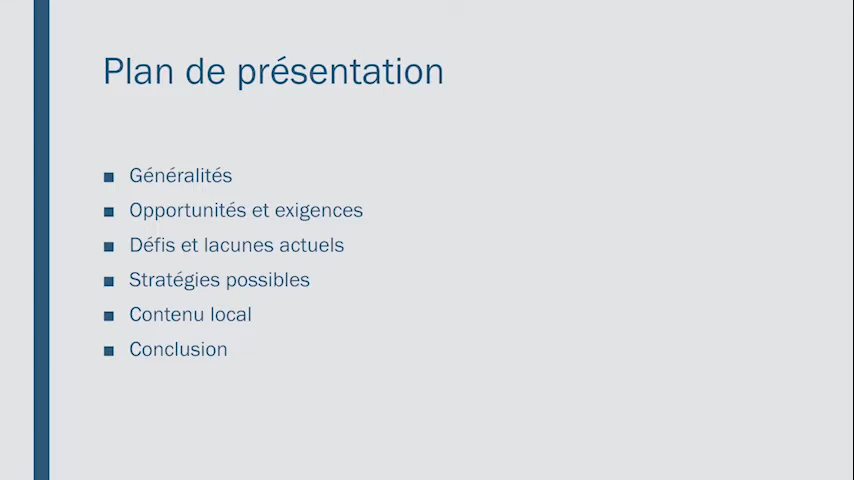 Plan de présentation
Généralités
Opportunités et exigences
Défis et lacunes actuels
Stratégies possibles
Contenu local
Conclusion